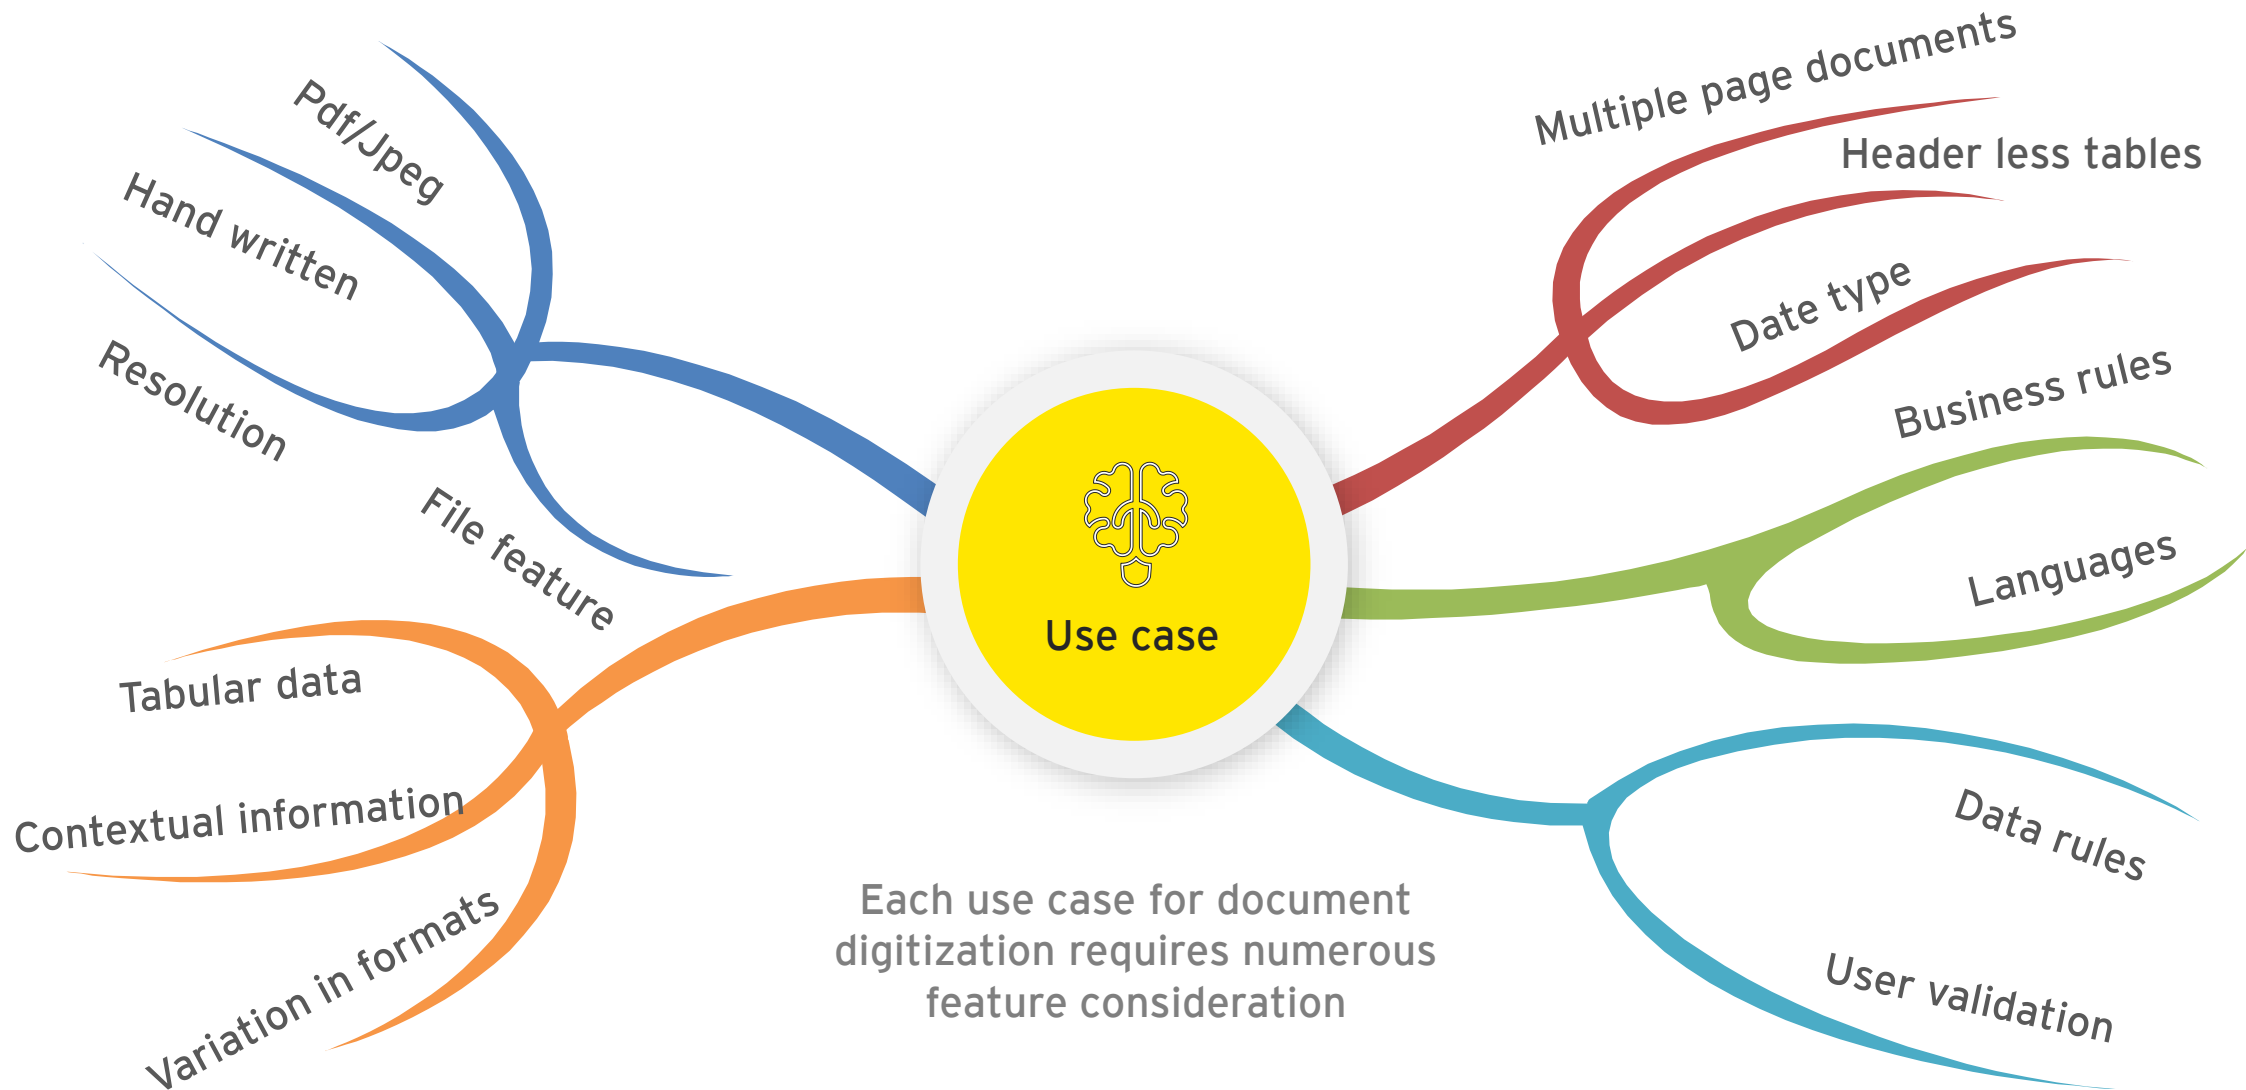 Pdf/Jpeg
Hand written
Resolution
File feature
Tabular data
Contextual information
Variation in formats
Use case
Each use case for document
digitization requires numerous
feature consideration
Multiple page documents
Header less tables
Date type
Business rules
Languages
Data rules
User validation